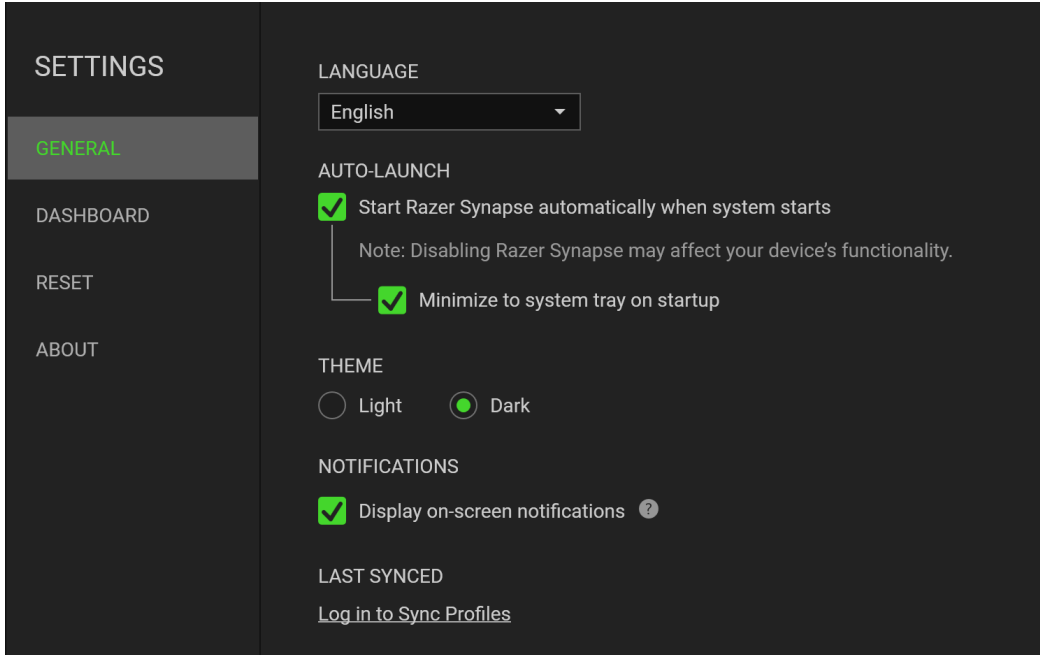 SETTINGS
GENERAL
DASHBOARD
RESET
ABOUT
LANGUAGE
English
AUTO-LAUNCH
Start Razer Synapse automatically when system starts
Note: Disabling Razer Synapse may affect your device’s functionality.
Minimize to system tray on startup
THEME
Light Dark
NOTIFICATIONS
Display on-screen notifications ?
LAST SYNCED
Log in to Sync Profiles